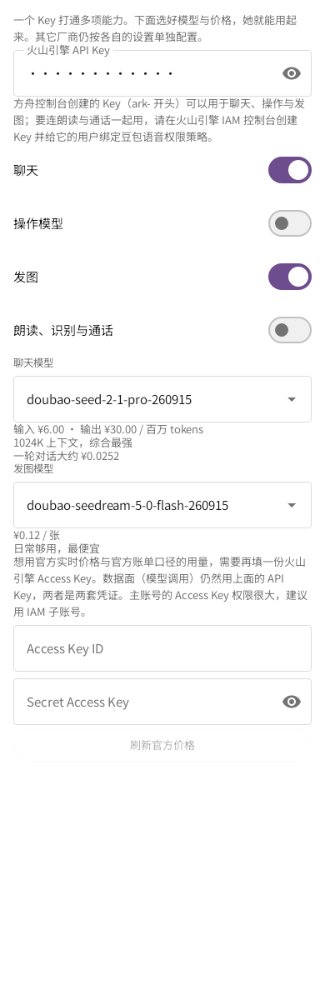 一个 Key 打通多项能力。下面选好模型与价格，她就能用起
来。其它厂商仍按各自的设置单独配置。
火山引擎 API Key
••••••••••••
方舟控制台创建的 Key（ark- 开头）可以用于聊天、操作与发
图；要连朗读与通话一起用，请在火山引擎 IAM 控制台创建
Key 并给它的用户绑定豆包语音权限策略。
聊天
操作模型
发图
朗读、识别与通话
聊天模型
doubao-seed-2-1-pro-260915
输入 ¥6.00 · 输出 ¥30.00 / 百万 tokens
1024K 上下文，综合最强
一轮对话大约 ¥0.0252
发图模型
doubao-seedream-5-0-flash-260915
¥0.12 / 张
日常够用，最便宜
想用官方实时价格与官方账单口径的用量，需要再填一份火山
引擎 Access Key。数据面（模型调用）仍然用上面的 API
Key，两者是两套凭证。主账号的 Access Key 权限很大，建议
用 IAM 子账号。
Access Key ID
Secret Access Key
刷新官方价格